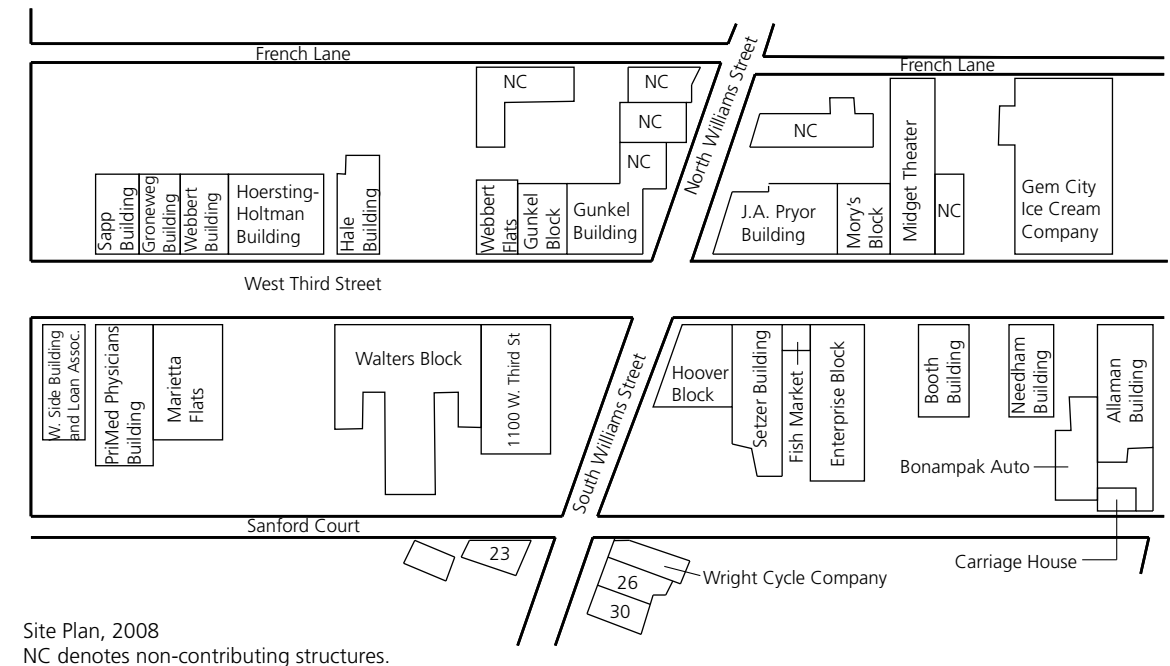 French Lane
French Lane
North Williams Street
NC
NC
NC
NC
NC
Sapp
Building
Groneweg
Building
Webbert
Building
Hoersting-
Holtman
Building
Hale
Building
Webbert
Flats
Gunkel
Block
Gunkel
Building
J.A. Pryor
Building
Mory's
Block
Midget Theater
NC
Gem City
Ice Cream
Company
West Third Street
W. Side Building
and Loan Assoc.
PriMed Physicians
Building
Marietta
Flats
Walters Block
1100 W. Third St
South Williams Street
Hoover
Block
Setzer Building
Fish Market
Enterprise Block
Booth
Building
Needham
Building
Allaman
Building
Bonampak Auto
Sanford Court
Carriage House
23
Wright Cycle Company
26
30
Site Plan, 2008
NC denotes non-contributing structures.